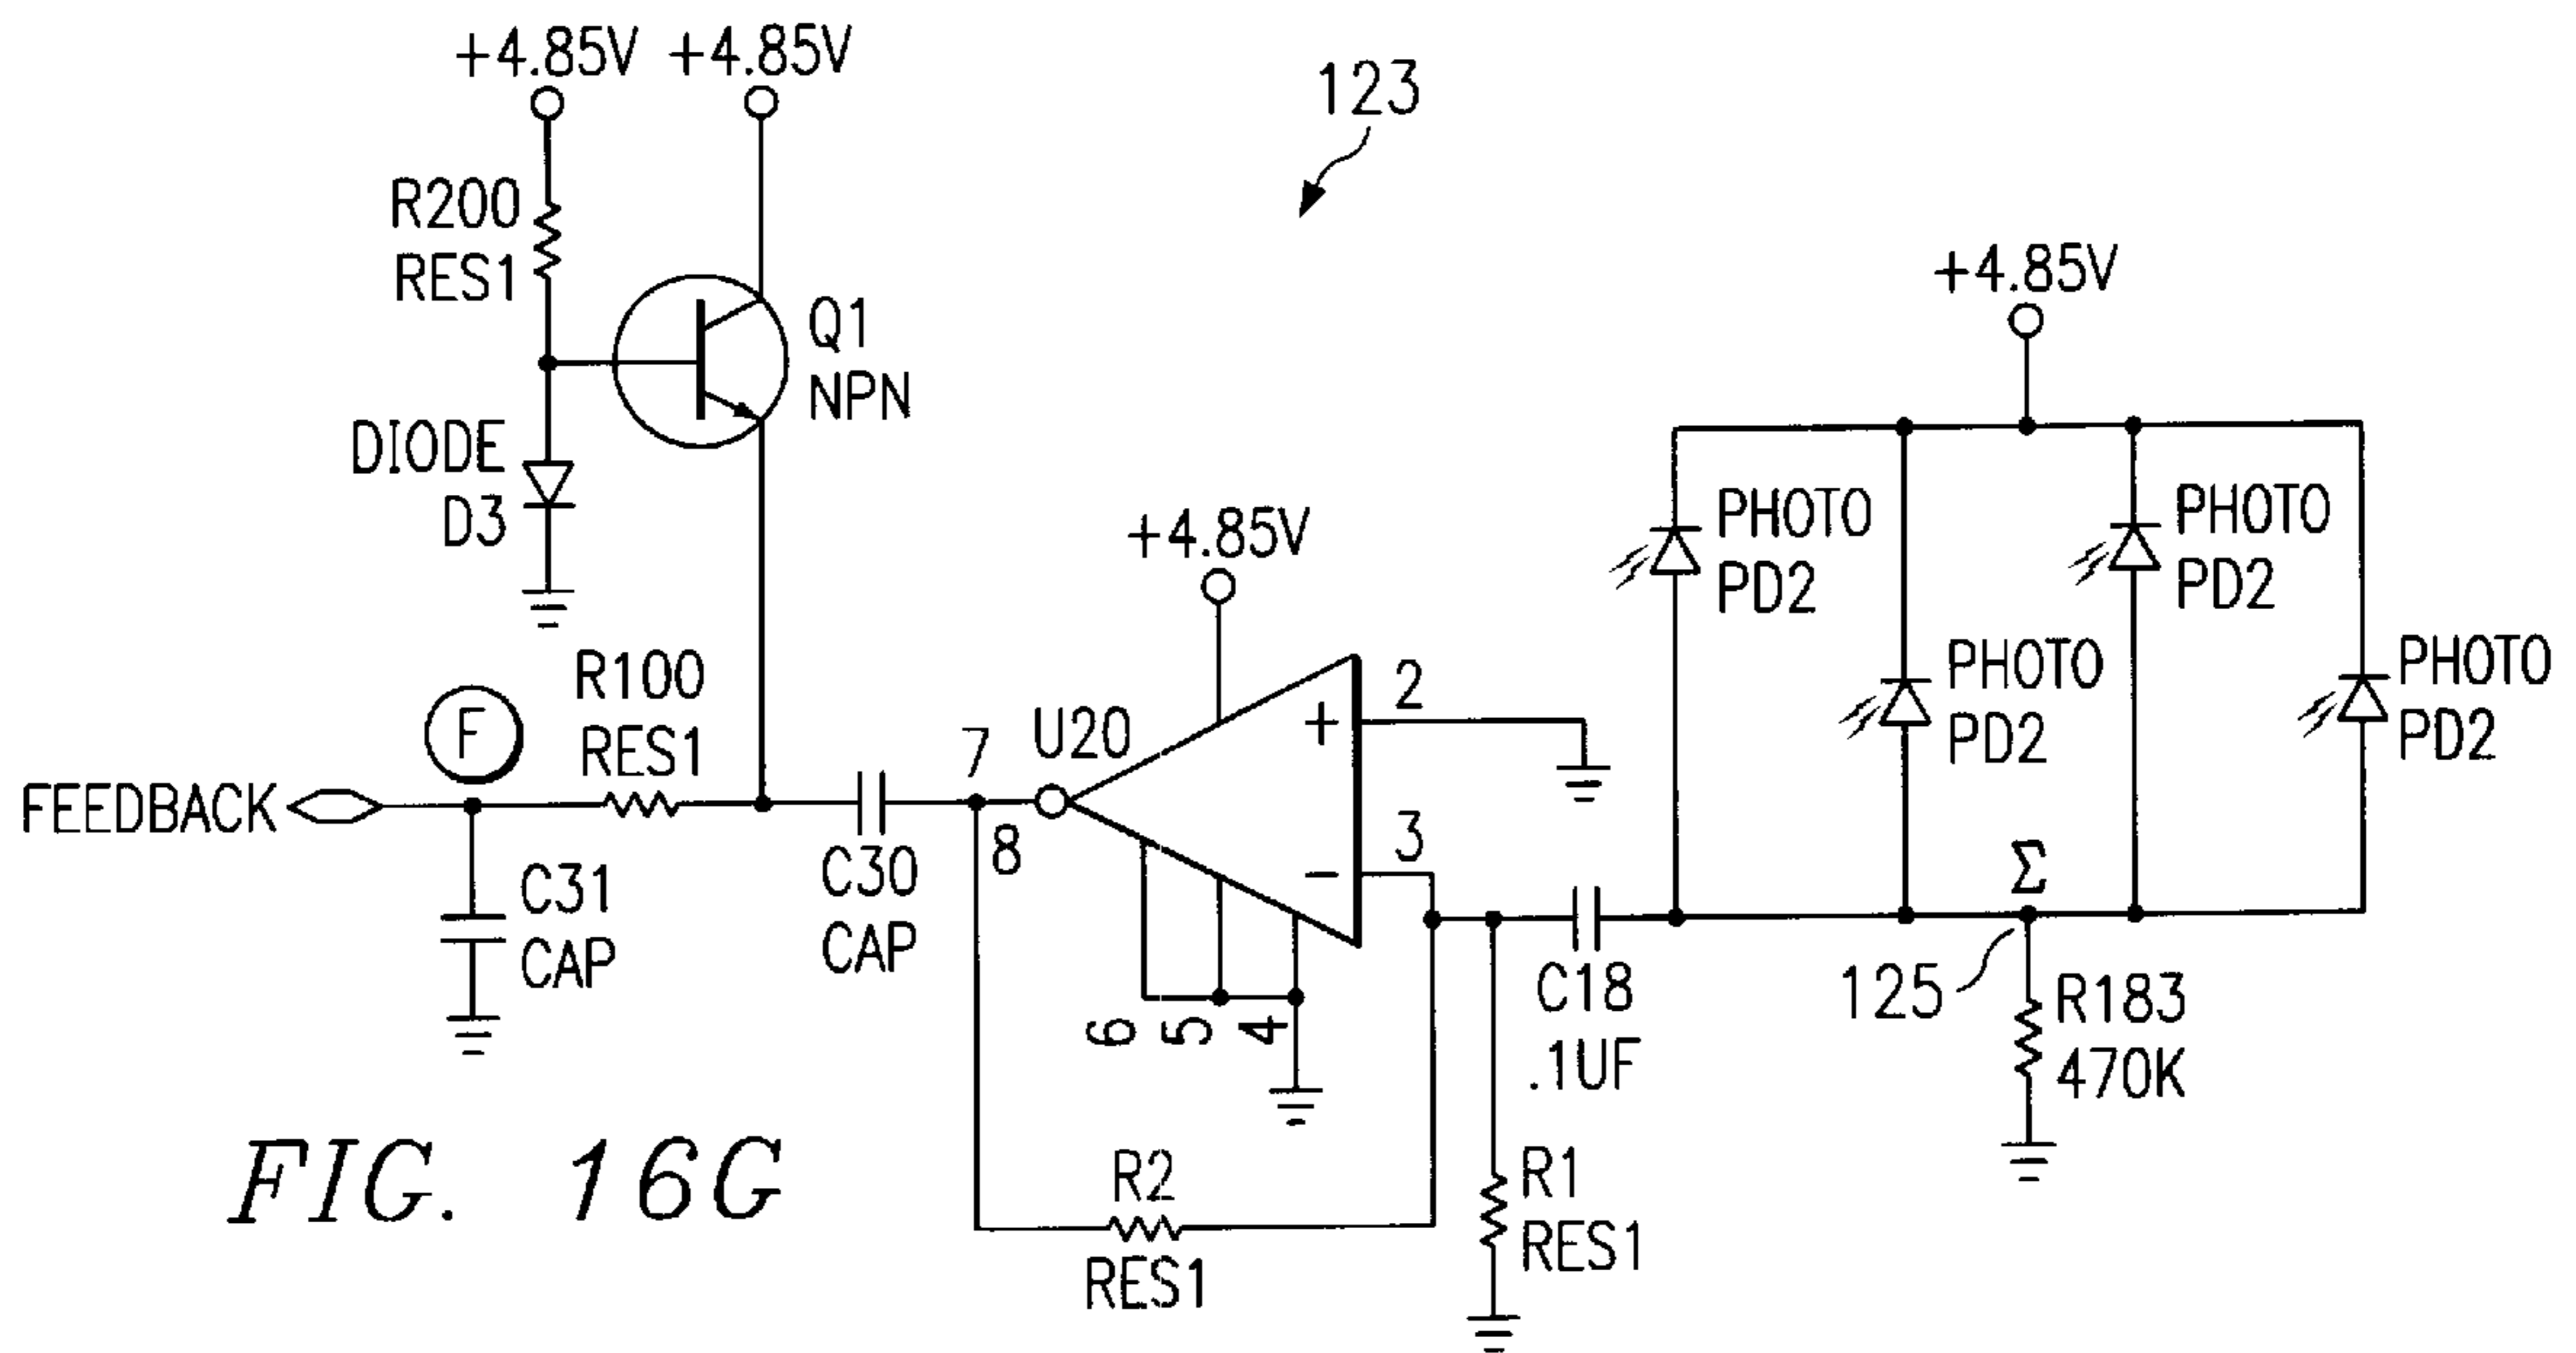 +4.85V +4.85V
123
R200
RES1
+4.85V
Q1
NPN
DIODE
D3
PHOTO
PD2
PHOTO
PD2
+4.85V
PHOTO
PD2
PHOTO
PD2
R100
RES1
F
FEEDBACK
7
U20
+
2
8
-
3
C31
CAP
C30
CAP
Σ
6
5
4
C18
.1UF
125
R183
470K
R2
RES1
R1
RES1
FIG. 16G